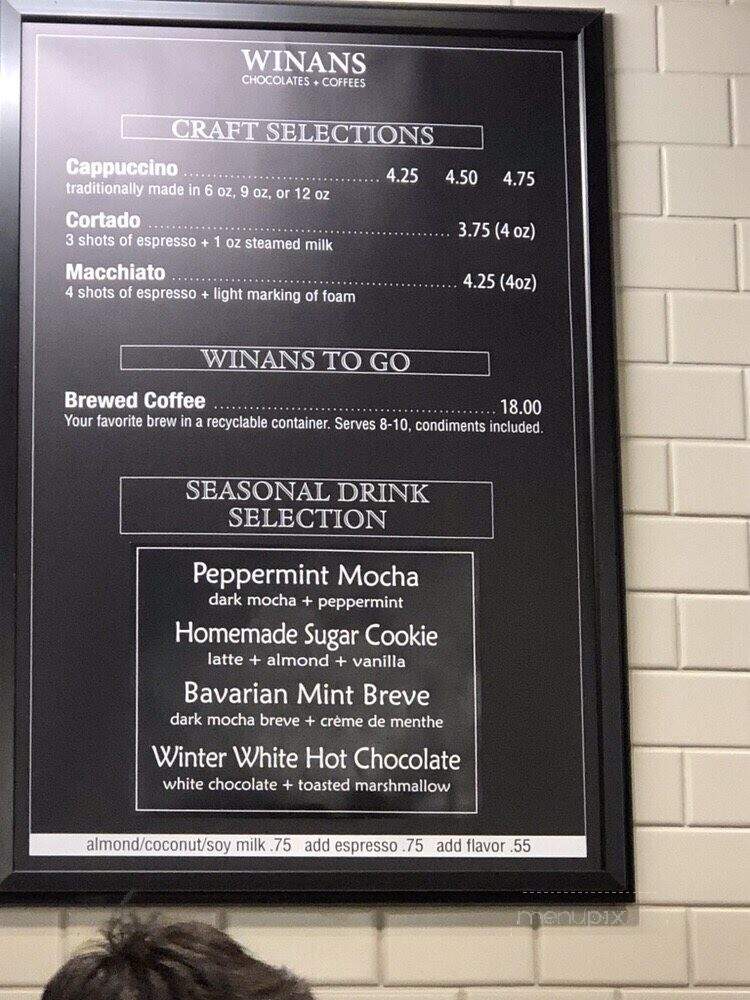 WINANS
CHOCOLATES + COFFEES
CRAFT SELECTIONS
Cappuccino ........................ 4.25 4.50 4.75
traditionally made in 6 oz, 9 oz, or 12 oz
Cortado ........................ 3.75 (4 oz)
3 shots of espresso + 1 oz steamed milk
Macchiato ........................ 4.25 (4oz)
4 shots of espresso + light marking of foam
WINANS TO GO
Brewed Coffee ........................ 18.00
Your favorite brew in a recyclable container. Serves 8-10, condiments included.
SEASONAL DRINK
SELECTION
Peppermint Mocha
dark mocha + peppermint
Homemade Sugar Cookie
latte + almond + vanilla
Bavarian Mint Breve
dark mocha breve + crème de menthe
Winter White Hot Chocolate
white chocolate + toasted marshmallow
almond/coconut/soy milk .75 add espresso .75 add flavor .55
menupix